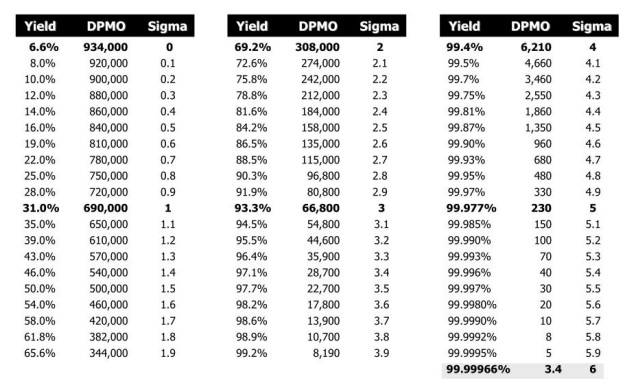 Yield DPMO Sigma
6.6% 934,000 0
8.0% 920,000 0.1
10.0% 900,000 0.2
12.0% 880,000 0.3
14.0% 860,000 0.4
16.0% 840,000 0.5
19.0% 810,000 0.6
22.0% 780,000 0.7
25.0% 750,000 0.8
28.0% 720,000 0.9
31.0% 690,000 1
35.0% 650,000 1.1
39.0% 610,000 1.2
43.0% 570,000 1.3
46.0% 540,000 1.4
50.0% 500,000 1.5
54.0% 460,000 1.6
58.0% 420,000 1.7
61.8% 382,000 1.8
65.6% 344,000 1.9
Yield DPMO Sigma
69.2% 308,000 2
72.6% 274,000 2.1
75.8% 242,000 2.2
78.8% 212,000 2.3
81.6% 184,000 2.4
84.2% 158,000 2.5
86.5% 135,000 2.6
88.5% 115,000 2.7
90.3% 96,800 2.8
91.9% 80,800 2.9
93.3% 66,800 3
94.5% 54,800 3.1
95.5% 44,600 3.2
96.4% 35,900 3.3
97.1% 28,700 3.4
97.7% 22,700 3.5
98.2% 17,800 3.6
98.6% 13,900 3.7
98.9% 10,700 3.8
99.2% 8,190 3.9
Yield DPMO Sigma
99.4% 6,210 4
99.5% 4,660 4.1
99.7% 3,460 4.2
99.75% 2,550 4.3
99.81% 1,860 4.4
99.87% 1,350 4.5
99.90% 960 4.6
99.93% 680 4.7
99.95% 480 4.8
99.97% 330 4.9
99.977% 230 5
99.985% 150 5.1
99.990% 100 5.2
99.993% 70 5.3
99.996% 40 5.4
99.997% 30 5.5
99.9980% 20 5.6
99.9990% 10 5.7
99.9992% 8 5.8
99.9995% 5 5.9
99.99966% 3.4 6